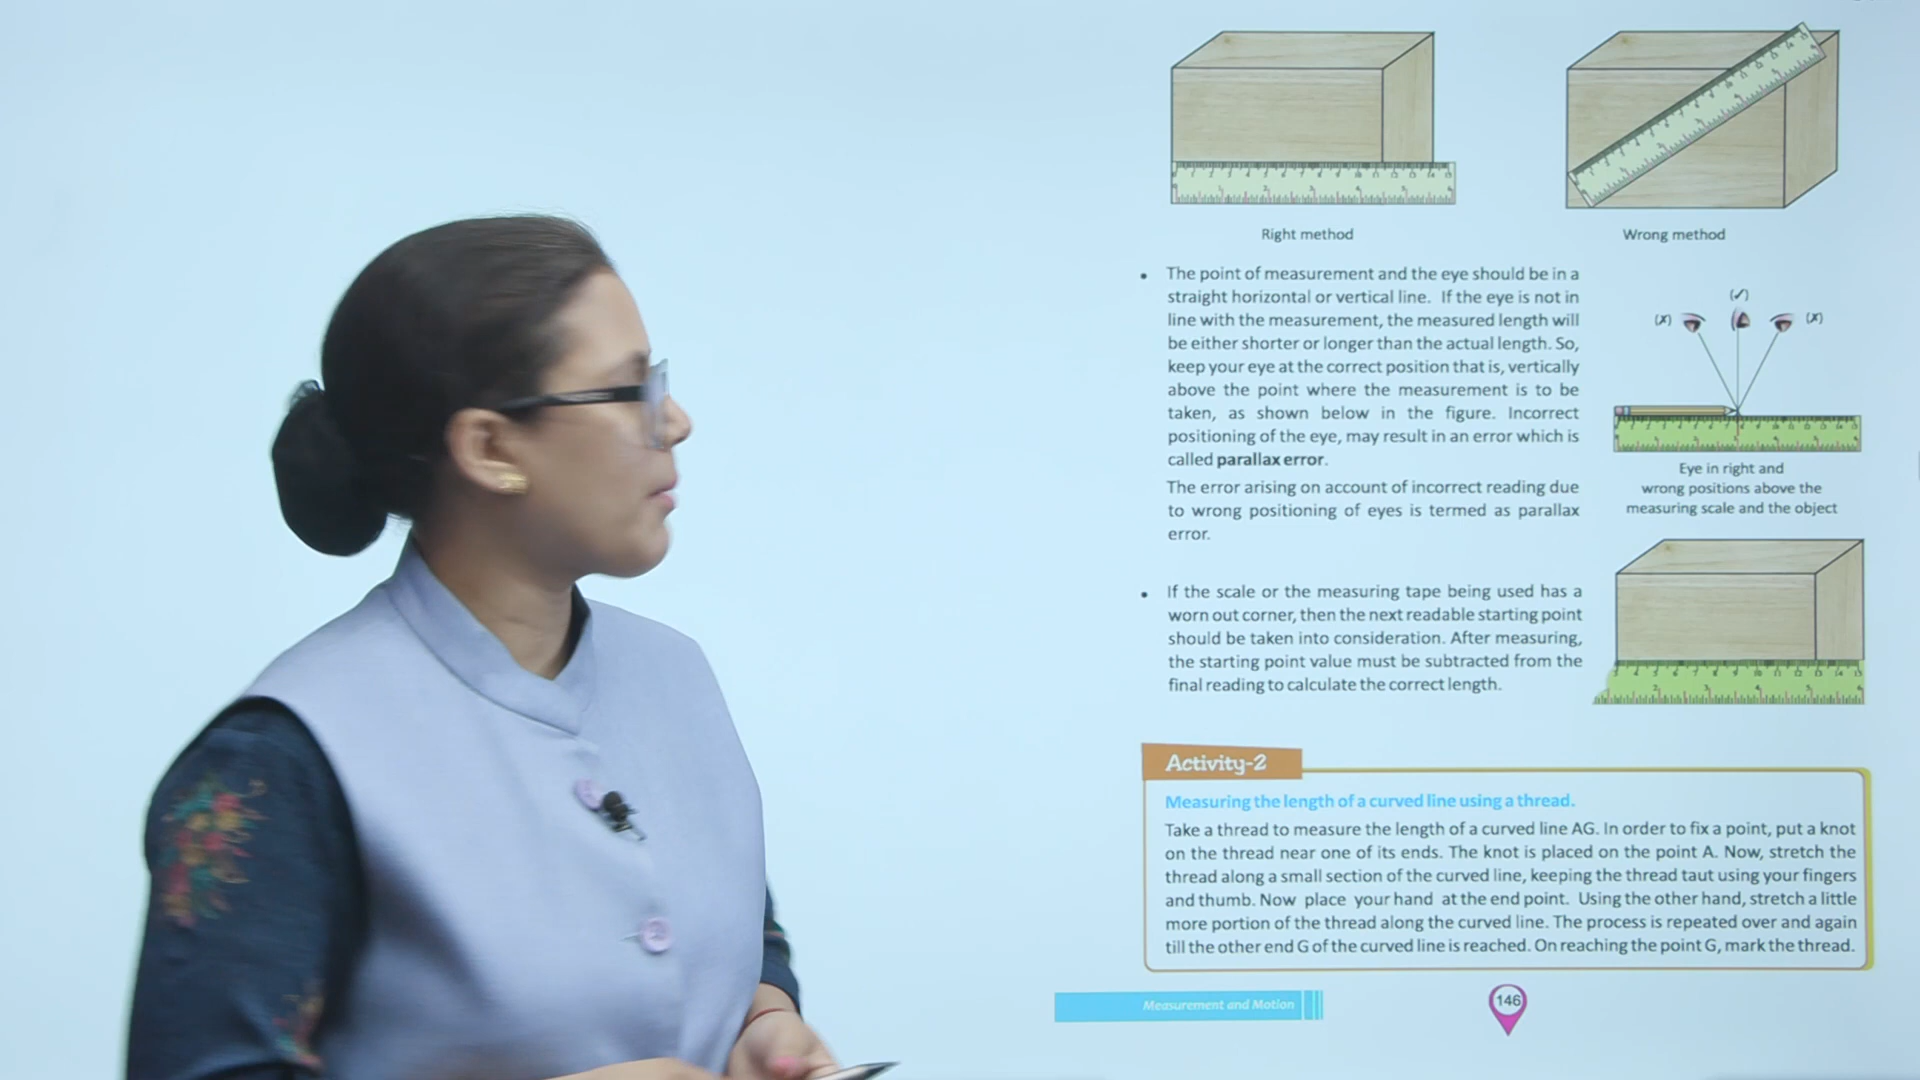 Right method
Wrong method
The point of measurement and the eye should be in a
straight horizontal or vertical line. If the eye is not in
line with the measurement, the measured length will
be either shorter or longer than the actual length. So,
keep your eye at the correct position that is, vertically
above the point where the measurement is to be
taken, as shown below in the figure. Incorrect
positioning of the eye, may result in an error which is
called parallax error.
The error arising on account of incorrect reading due
to wrong positioning of eyes is termed as parallax
error.
(✓)
(X) (X)
Eye in right and
wrong positions above the
measuring scale and the object
• If the scale or the measuring tape being used has a
worn out corner, then the next readable starting point
should be taken into consideration. After measuring,
the starting point value must be subtracted from the
final reading to calculate the correct length.
Activity-2
Measuring the length of a curved line using a thread.
Take a thread to measure the length of a curved line AG. In order to fix a point, put a knot
on the thread near one of its ends. The knot is placed on the point A. Now, stretch the
thread along a small section of the curved line, keeping the thread taut using your fingers
and thumb. Now place your hand at the end point. Using the other hand, stretch a little
more portion of the thread along the curved line. The process is repeated over and again
till the other end G of the curved line is reached. On reaching the point G, mark the thread.
Measurement and Motion
146